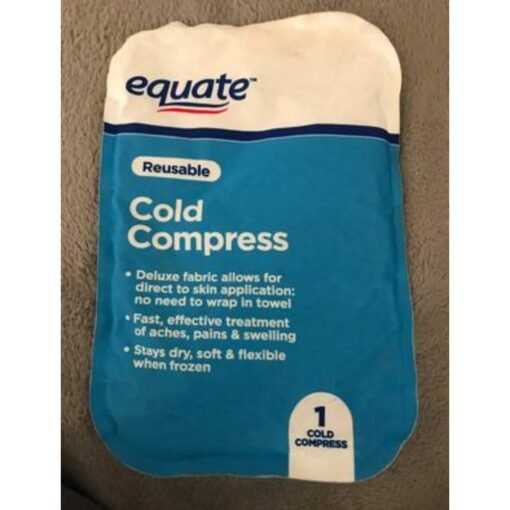 equate™
Reusable
Cold
Compress
• Deluxe fabric allows for
direct to skin application:
no need to wrap in towel
• Fast, effective treatment
of aches, pains & swelling
• Stays dry, soft & flexible
when frozen
1
COLD
COMPRESS